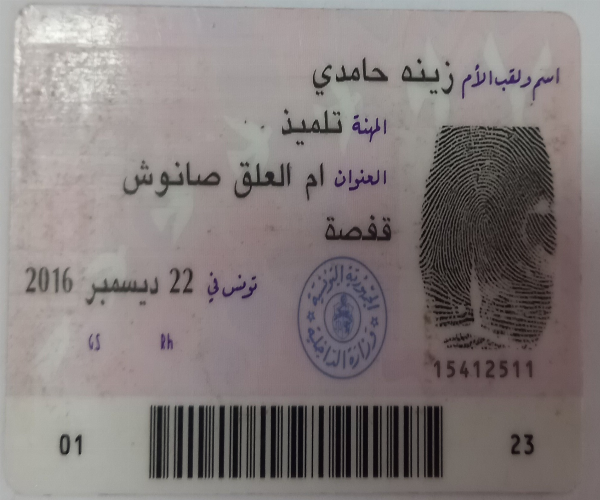 اسم ولقب الأم زينه حامدي
المهنة تلميذ
العنوان ام العلق صانوش
قفصة
تونس في 22 ديسمبر 2016
GS Rh
الجمهورية التونسية
وزارة الداخلية
15412511
01 23